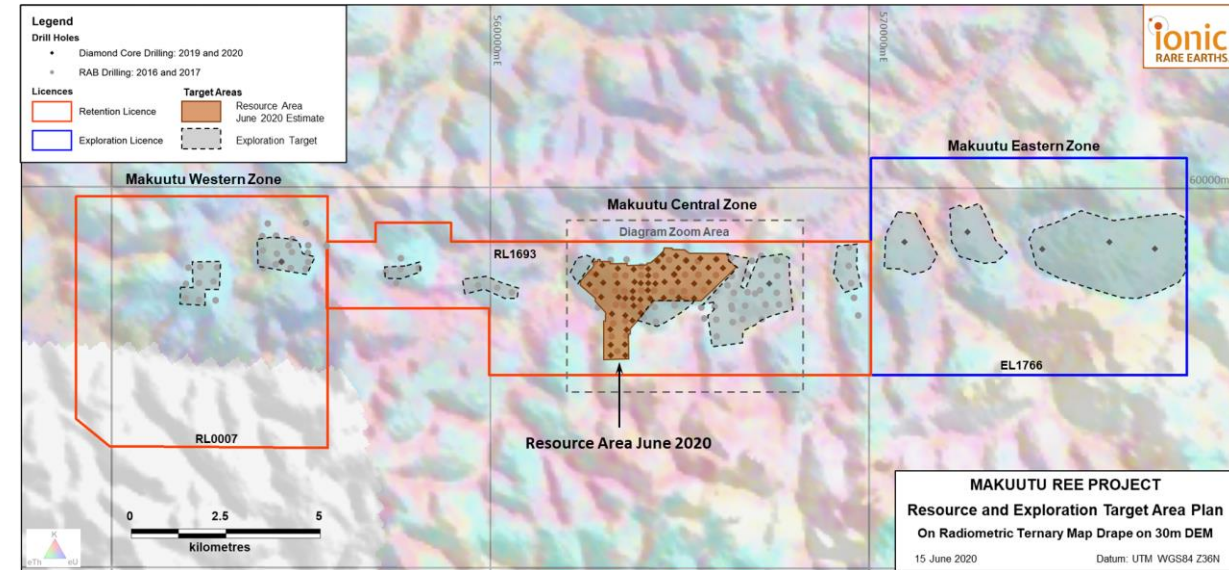 Legend
Drill Holes
Diamond Core Drilling: 2019 and 2020
RAB Drilling: 2016 and 2017
Licences
Target Areas
Retention Licence
Resource Area
June 2020 Estimate
Exploration Licence
Exploration Target
560000mE
570000mE
ionic
RARE EARTHS
Makuutu Eastern Zone
60000m
Makuutu Western Zone
Makuutu Central Zone
Diagram Zoom Area
RL1693
EL1766
RL0007
Resource Area June 2020
0 2.5 5
kilometres
K
eTh eU
MAKUUTU REE PROJECT
Resource and Exploration Target Area Plan
On Radiometric Ternary Map Drape on 30m DEM
15 June 2020 Datum: UTM WGS84 Z36N